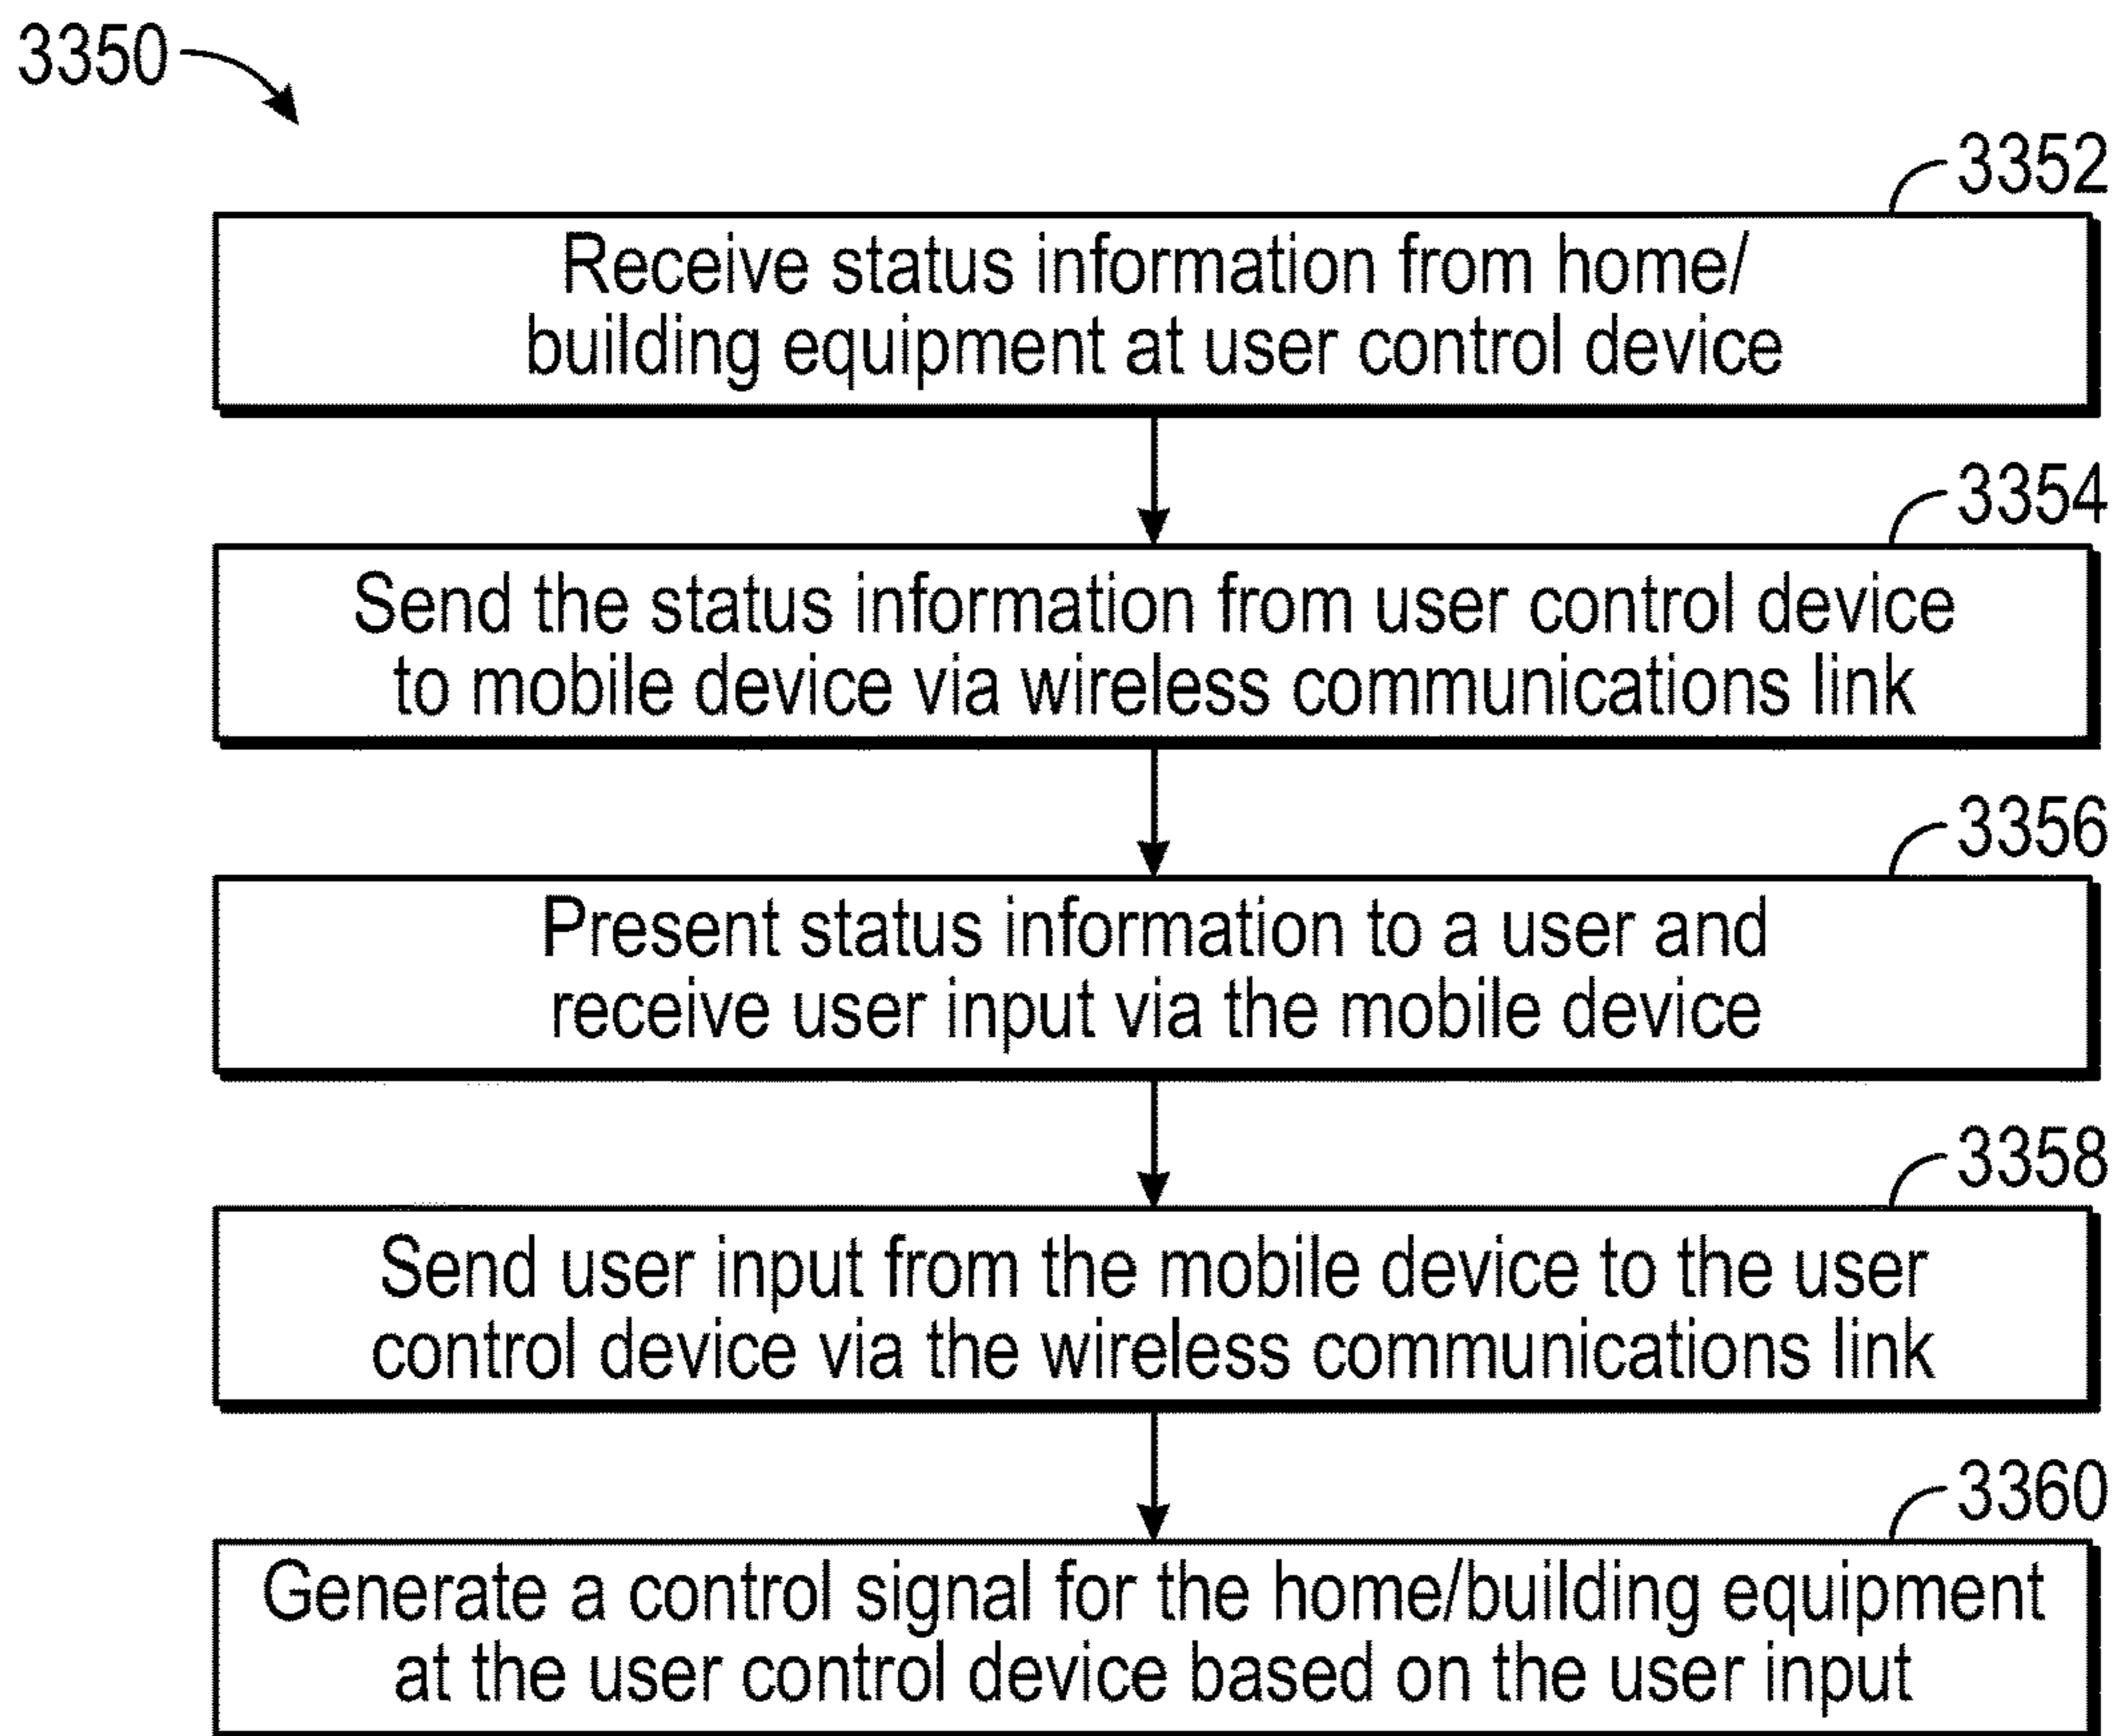 3350
3352
Receive status information from home/
building equipment at user control device
3354
Send the status information from user control device
to mobile device via wireless communications link
3356
Present status information to a user and
receive user input via the mobile device
3358
Send user input from the mobile device to the user
control device via the wireless communications link
3360
Generate a control signal for the home/building equipment
at the user control device based on the user input